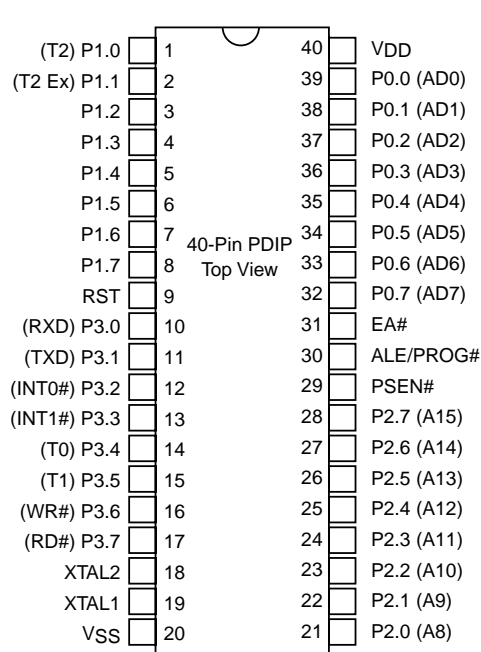 (T2) P1.0 1 40 VDD
(T2 Ex) P1.1 2 39 P0.0 (AD0)
P1.2 3 38 P0.1 (AD1)
P1.3 4 37 P0.2 (AD2)
P1.4 5 36 P0.3 (AD3)
P1.5 6 35 P0.4 (AD4)
P1.6 7 40-Pin PDIP 34 P0.5 (AD5)
P1.7 8 Top View 33 P0.6 (AD6)
RST 9 32 P0.7 (AD7)
(RXD) P3.0 10 31 EA#
(TXD) P3.1 11 30 ALE/PROG#
(INT0#) P3.2 12 29 PSEN#
(INT1#) P3.3 13 28 P2.7 (A15)
(T0) P3.4 14 27 P2.6 (A14)
(T1) P3.5 15 26 P2.5 (A13)
(WR#) P3.6 16 25 P2.4 (A12)
(RD#) P3.7 17 24 P2.3 (A11)
XTAL2 18 23 P2.2 (A10)
XTAL1 19 22 P2.1 (A9)
VSS 20 21 P2.0 (A8)